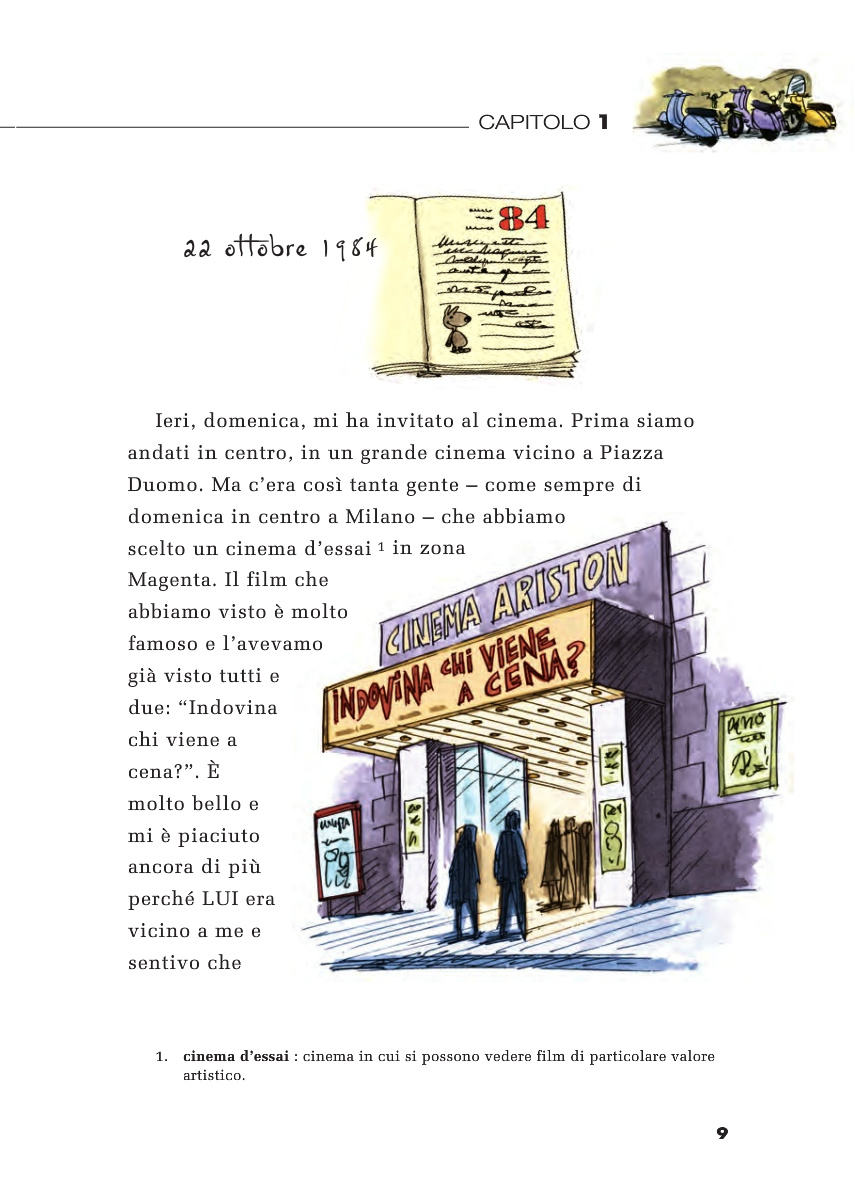 CAPITOLO 1
84
22 ottobre 1984
Ieri, domenica, mi ha invitato al cinema. Prima siamo
andati in centro, in un grande cinema vicino a Piazza
Duomo. Ma c’era così tanta gente – come sempre di
domenica in centro a Milano – che abbiamo
scelto un cinema d’essai 1 in zona
Magenta. Il film che
abbiamo visto è molto
famoso e l’avevamo
già visto tutti e
due: “Indovina
chi viene a
cena?”. È
molto bello e
mi è piaciuto
ancora di più
perché LUI era
vicino a me e
sentivo che
CINEMA ARISTON
INDOVINA CHI VIENE
A CENA?
1. cinema d’essai : cinema in cui si possono vedere film di particolare valore
artistico.
9